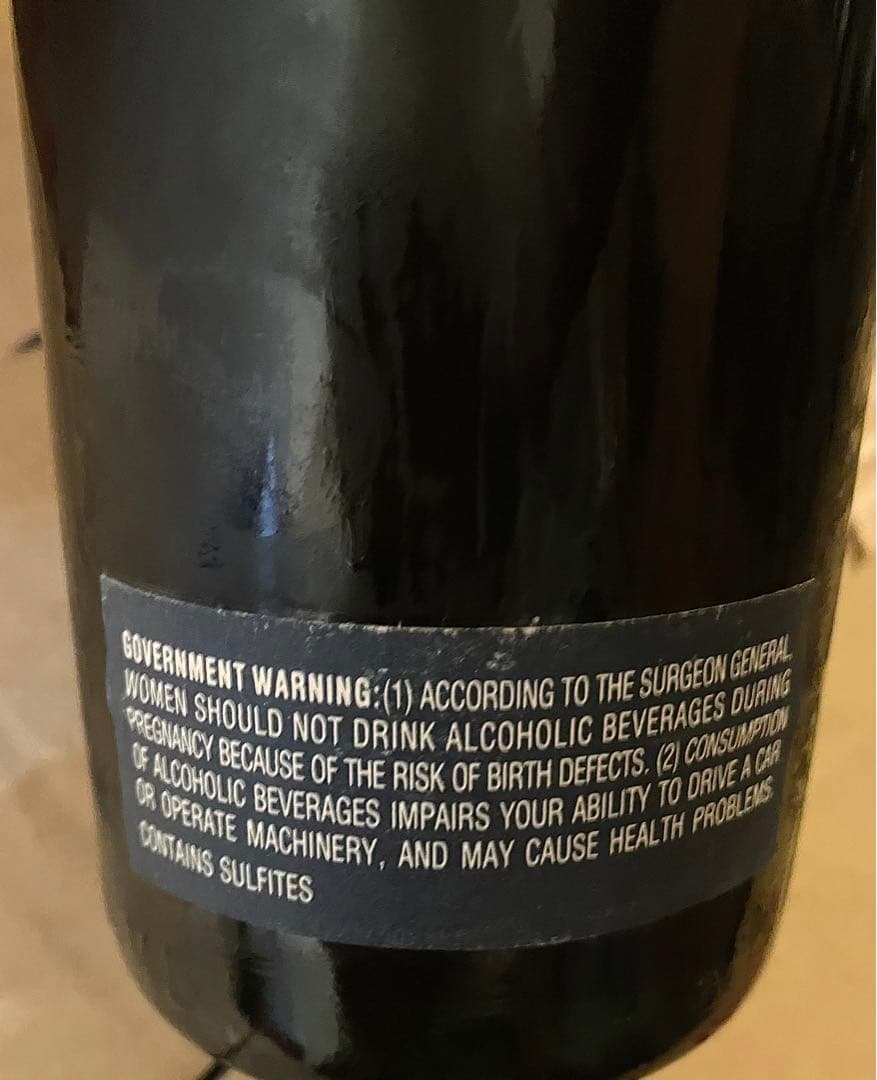 GOVERNMENT WARNING:(1) ACCORDING TO THE SURGEON GENERAL
WOMEN SHOULD NOT DRINK ALCOHOLIC BEVERAGES DURING
PREGNANCY BECAUSE OF THE RISK OF BIRTH DEFECTS. (2) CONSUMPTION
OF ALCOHOLIC BEVERAGES IMPAIRS YOUR ABILITY TO DRIVE A CAR
OR OPERATE MACHINERY, AND MAY CAUSE HEALTH PROBLEMS.
CONTAINS SULFITES